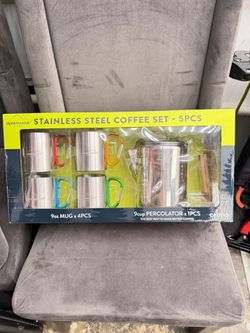 STAINLESS STEEL COFFEE SET - 5PCS
9oz MUG x 4PCS
9cup PERCOLATOR x 1PCS